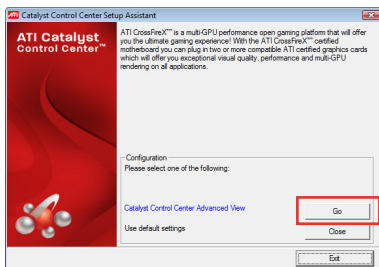 Catalyst Control Center Setup Assistant
ATI Catalyst
Control Center™
ATI CrossFireX™ is a multi-GPU performance open gaming platform that will offer
you the ultimate gaming experience! With the ATI CrossFireX™ certified
motherboard you can plug in two or more compatible ATI certified graphics cards
which will offer you exceptional visual quality, performance and multi-GPU
rendering on all applications.
Configuration
Please select one of the following:
Catalyst Control Center Advanced View
Go
Use default settings
Close
Exit